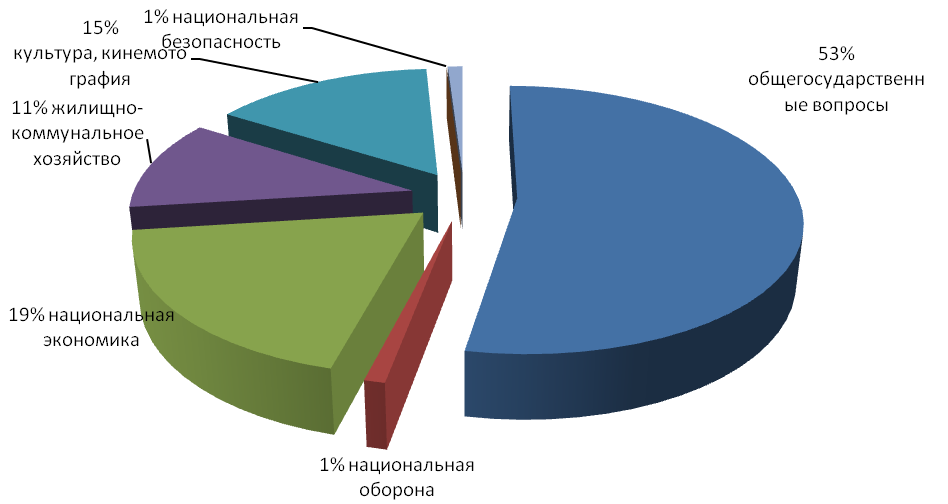 1% национальная
безопасность
15%
культура, кинемото
графия
11% жилищно-
коммунальное
хозяйство
19% национальная
экономика
1% национальная
оборона
53%
общегосударственн
ые вопросы